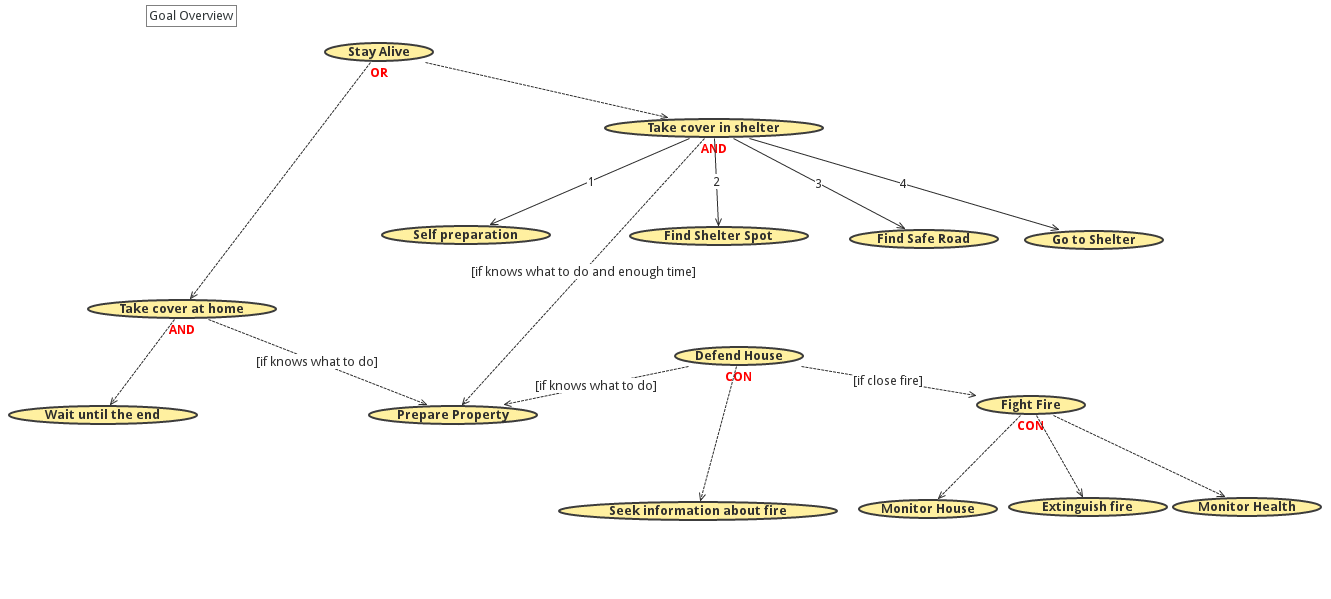 Goal Overview
Stay Alive
OR
Take cover in shelter
AND
1
2
3
4
Self preparation
Find Shelter Spot
Find Safe Road
Go to Shelter
[if knows what to do and enough time]
Take cover at home
AND
[if knows what to do]
Defend House
CON
[if knows what to do]
[if close fire]
Wait until the end
Prepare Property
Fight Fire
CON
Seek information about fire
Monitor House
Extinguish fire
Monitor Health